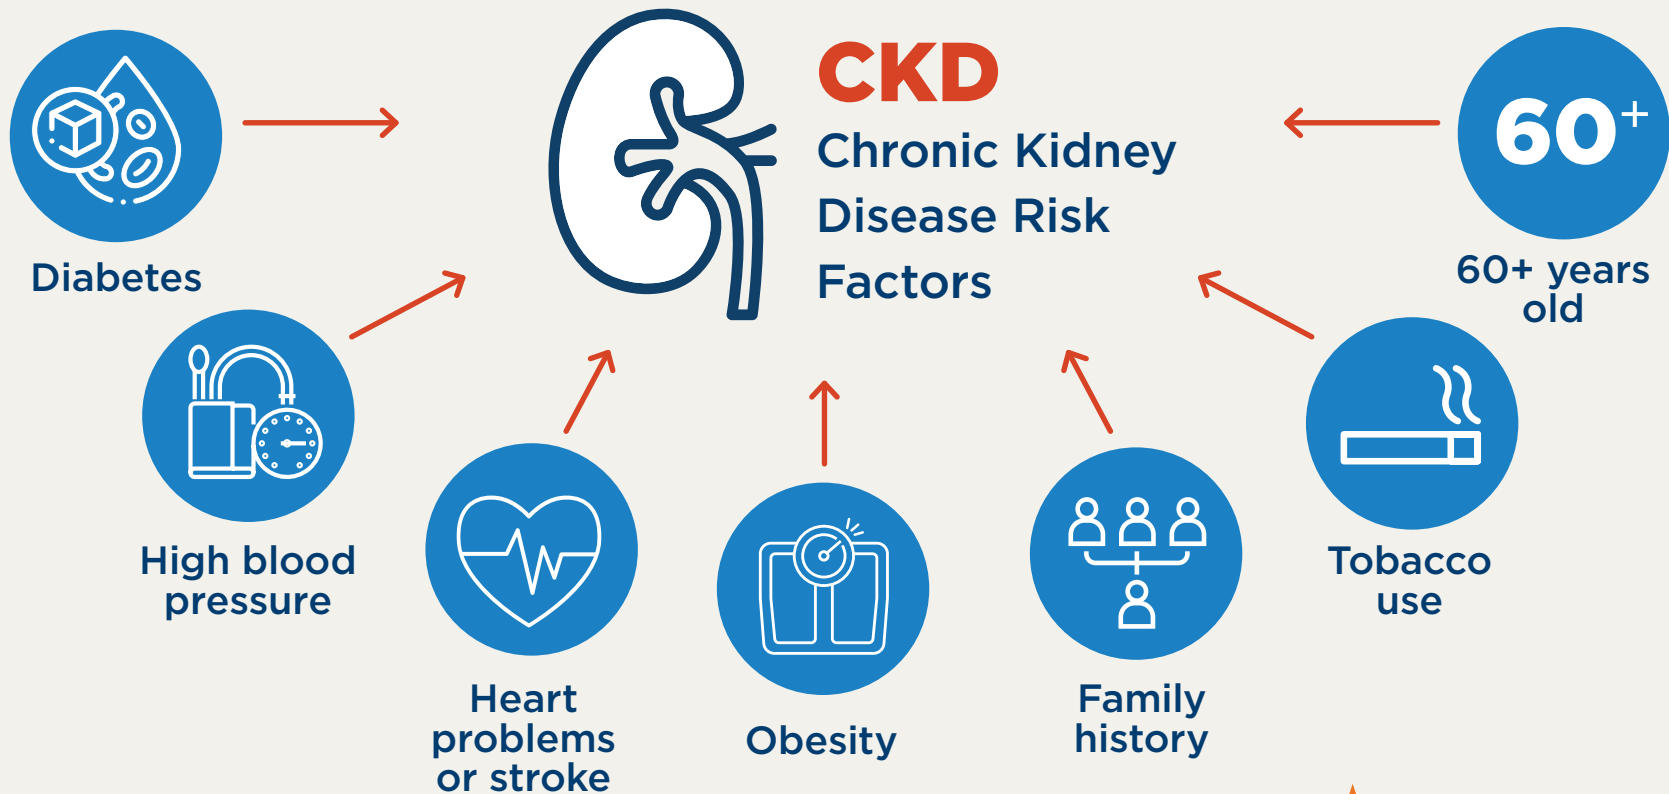 CKD
Chronic Kidney
Disease Risk
Factors
Diabetes
High blood
pressure
Heart
problems
or stroke
Obesity
Family
history
Tobacco
use
60+
60+ years
old